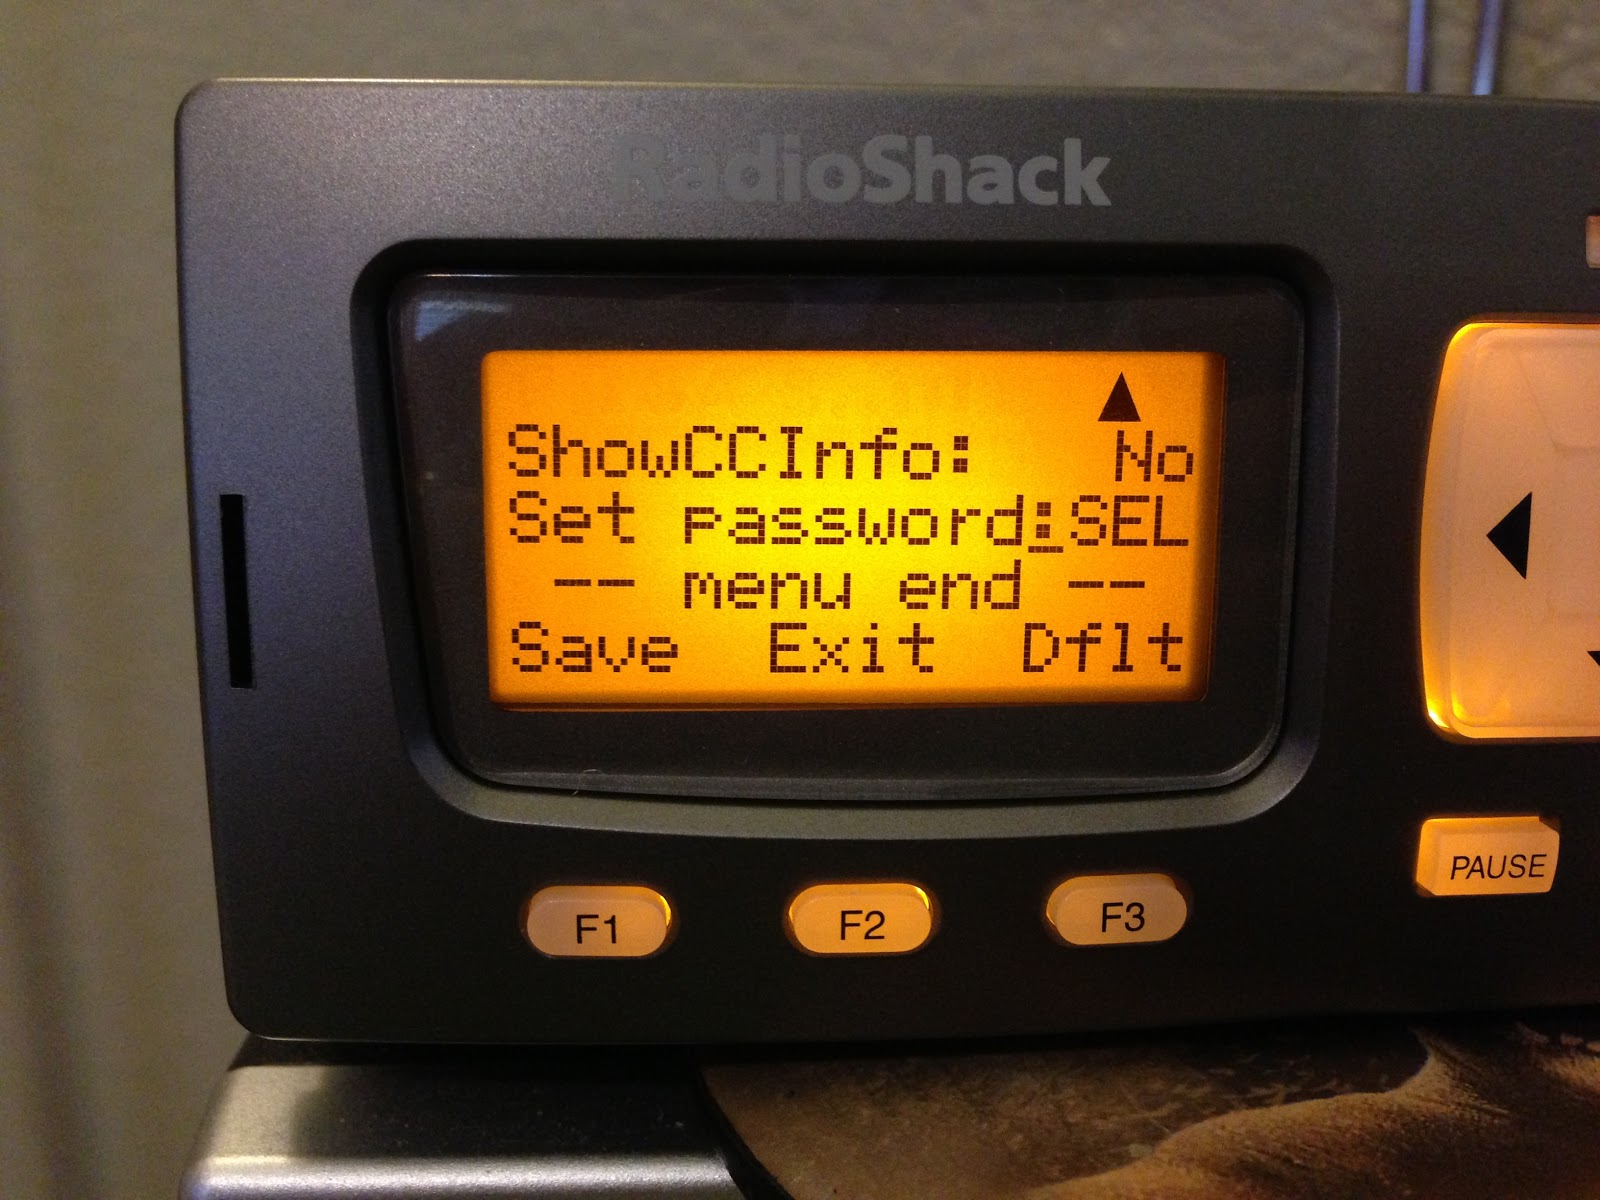 RadioShack
ShowCCInfo: No
Set password:SEL
-- menu end --
Save Exit Dflt
F1 F2 F3
PAUSE